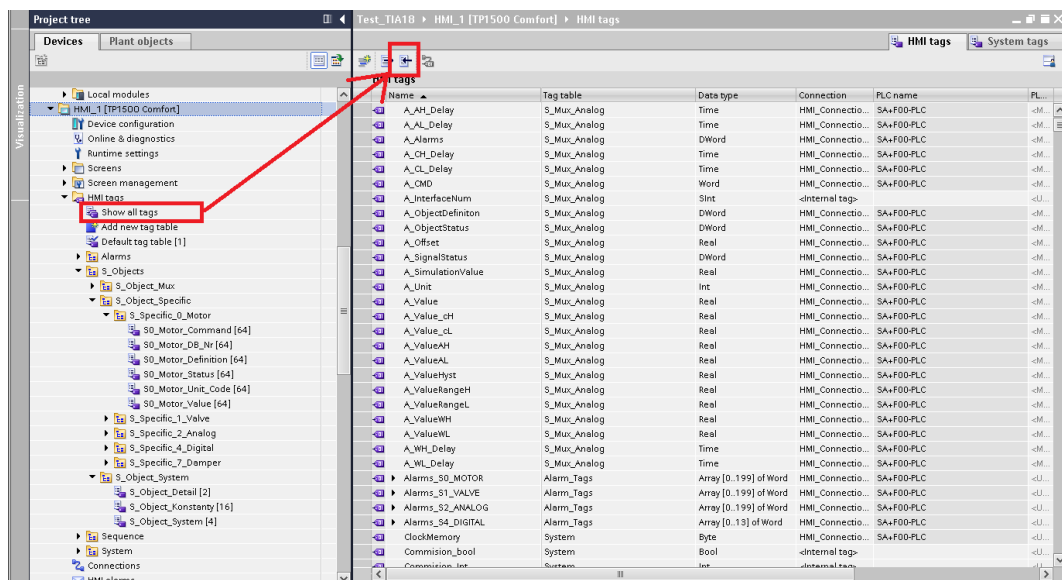 Project tree
Test_TIA18 ▸ HMI_1 [TP1500 Comfort] ▸ HMI tags
Devices
Plant objects
HMI tags
System tags
Visualization
Local modules
HMI_1 [TP1500 Comfort]
Device configuration
Online & diagnostics
Runtime settings
Screens
Screen management
HMI tags
Show all tags
Add new tag table
Default tag table [1]
Alarms
S_Objects
S_Object_Mux
S_Object_Specific
S_Specific_0_Motor
S0_Motor_Command [64]
S0_Motor_DB_Nr [64]
S0_Motor_Definition [64]
S0_Motor_Status [64]
S0_Motor_Unit_Code [64]
S0_Motor_Value [64]
S_Specific_1_Valve
S_Specific_2_Analog
S_Specific_4_Digital
S_Specific_7_Damper
S_Object_System
S_Object_Detail [2]
S_Object_Konstanty [16]
S_Object_System [4]
Sequence
System
Connections
HMI alarms
HMI tags
Name Tag table Data type Connection PLC name PL...
A_AH_Delay S_Mux_Analog Time HMI_Connectio... SA+F00-PLC <M...
A_AL_Delay S_Mux_Analog Time HMI_Connectio... SA+F00-PLC <M...
A_Alarms S_Mux_Analog DWord HMI_Connectio... SA+F00-PLC <M...
A_CH_Delay S_Mux_Analog Time HMI_Connectio... SA+F00-PLC <M...
A_CL_Delay S_Mux_Analog Time HMI_Connectio... SA+F00-PLC <M...
A_CMD S_Mux_Analog Word HMI_Connectio... SA+F00-PLC <M...
A_InterfaceNum S_Mux_Analog SInt <Internal tag> <U...
A_ObjectDefiniton S_Mux_Analog DWord HMI_Connectio... SA+F00-PLC <M...
A_ObjectStatus S_Mux_Analog DWord HMI_Connectio... SA+F00-PLC <M...
A_Offset S_Mux_Analog Real HMI_Connectio... SA+F00-PLC <M...
A_SignalStatus S_Mux_Analog DWord HMI_Connectio... SA+F00-PLC <M...
A_SimulationValue S_Mux_Analog Real HMI_Connectio... SA+F00-PLC <M...
A_Unit S_Mux_Analog Int HMI_Connectio... SA+F00-PLC <M...
A_Value S_Mux_Analog Real HMI_Connectio... SA+F00-PLC <M...
A_Value_cH S_Mux_Analog Real HMI_Connectio... SA+F00-PLC <M...
A_Value_cL S_Mux_Analog Real HMI_Connectio... SA+F00-PLC <M...
A_ValueAH S_Mux_Analog Real HMI_Connectio... SA+F00-PLC <M...
A_ValueAL S_Mux_Analog Real HMI_Connectio... SA+F00-PLC <M...
A_ValueHyst S_Mux_Analog Real HMI_Connectio... SA+F00-PLC <M...
A_ValueRangeH S_Mux_Analog Real HMI_Connectio... SA+F00-PLC <M...
A_ValueRangeL S_Mux_Analog Real HMI_Connectio... SA+F00-PLC <M...
A_ValueWH S_Mux_Analog Real HMI_Connectio... SA+F00-PLC <M...
A_ValueWL S_Mux_Analog Real HMI_Connectio... SA+F00-PLC <M...
A_WH_Delay S_Mux_Analog Time HMI_Connectio... SA+F00-PLC <M...
A_WL_Delay S_Mux_Analog Time HMI_Connectio... SA+F00-PLC <M...
Alarms_S0_MOTOR Alarm_Tags Array [0..199] of Word HMI_Connectio... SA+F00-PLC <U...
Alarms_S1_VALVE Alarm_Tags Array [0..199] of Word HMI_Connectio... SA+F00-PLC <U...
Alarms_S2_ANALOG Alarm_Tags Array [0..199] of Word HMI_Connectio... SA+F00-PLC <U...
Alarms_S4_DIGITAL Alarm_Tags Array [0..13] of Word HMI_Connectio... SA+F00-PLC <U...
ClockMemory System Byte HMI_Connectio... SA+F00-PLC <U...
Commision_bool System Bool <Internal tag> <U...
Commision_Int System Int <Internal tag> <U...